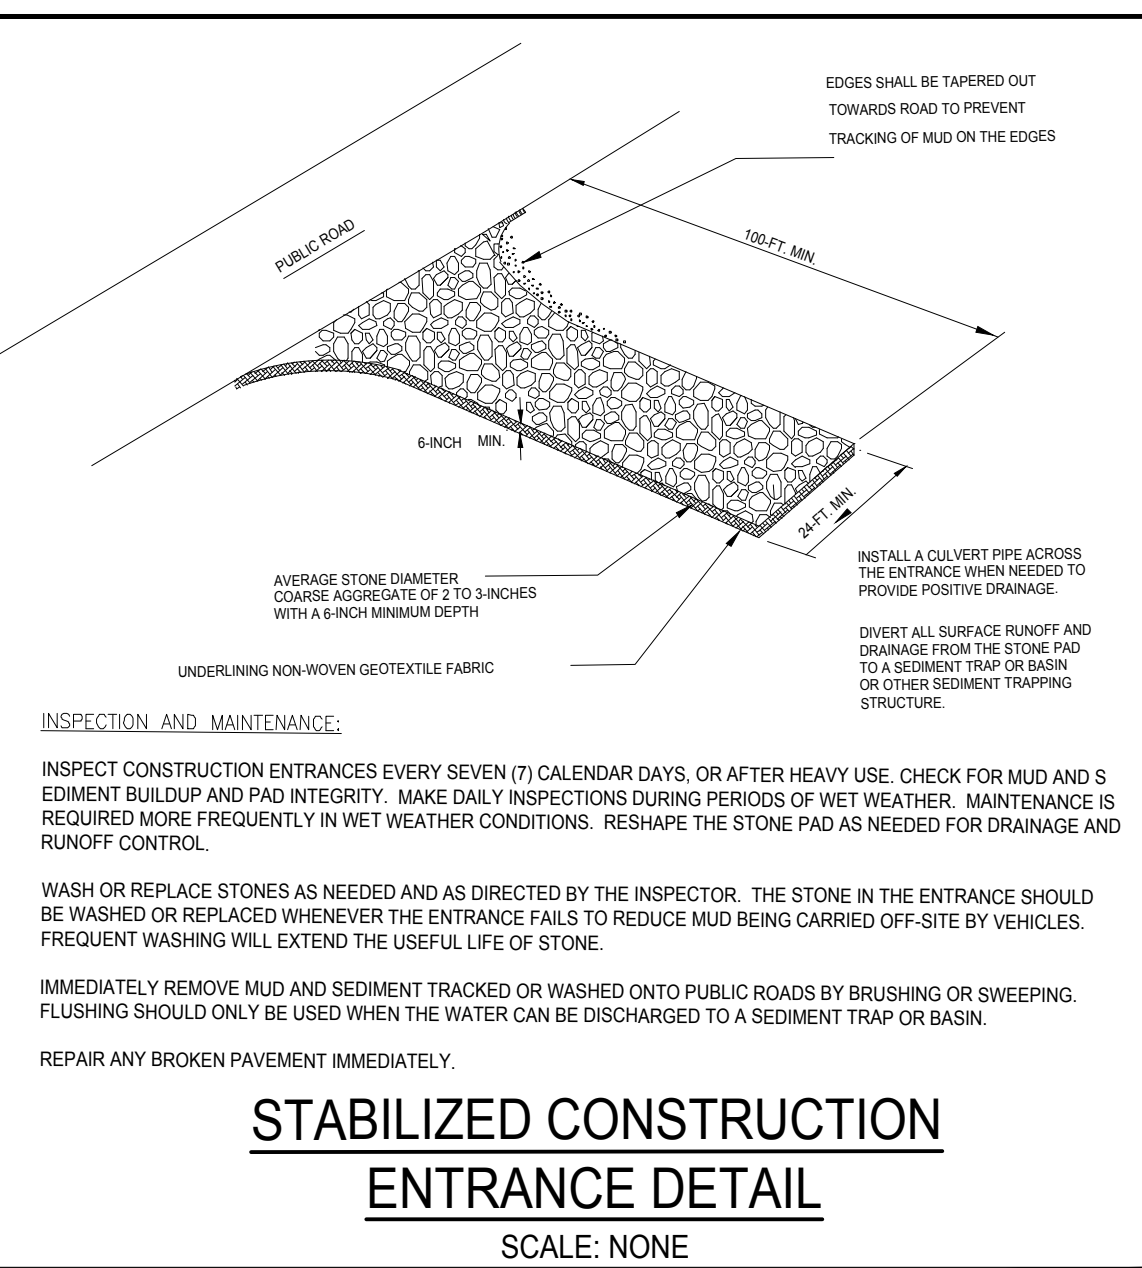 EDGES SHALL BE TAPERED OUT
TOWARDS ROAD TO PREVENT
TRACKING OF MUD ON THE EDGES
PUBLIC ROAD
100-FT. MIN.
6-INCH MIN.
24-FT. MIN.
AVERAGE STONE DIAMETER
COARSE AGGREGATE OF 2 TO 3-INCHES
WITH A 6-INCH MINIMUM DEPTH
UNDERLINING NON-WOVEN GEOTEXTILE FABRIC
INSTALL A CULVERT PIPE ACROSS
THE ENTRANCE WHEN NEEDED TO
PROVIDE POSITIVE DRAINAGE.
DIVERT ALL SURFACE RUNOFF AND
DRAINAGE FROM THE STONE PAD
TO A SEDIMENT TRAP OR BASIN
OR OTHER SEDIMENT TRAPPING
STRUCTURE.
INSPECTION AND MAINTENANCE:
INSPECT CONSTRUCTION ENTRANCES EVERY SEVEN (7) CALENDAR DAYS, OR AFTER HEAVY USE. CHECK FOR MUD AND S
EDIMENT BUILDUP AND PAD INTEGRITY. MAKE DAILY INSPECTIONS DURING PERIODS OF WET WEATHER. MAINTENANCE IS
REQUIRED MORE FREQUENTLY IN WET WEATHER CONDITIONS. RESHAPE THE STONE PAD AS NEEDED FOR DRAINAGE AND
RUNOFF CONTROL.
WASH OR REPLACE STONES AS NEEDED AND AS DIRECTED BY THE INSPECTOR. THE STONE IN THE ENTRANCE SHOULD
BE WASHED OR REPLACED WHENEVER THE ENTRANCE FAILS TO REDUCE MUD BEING CARRIED OFF-SITE BY VEHICLES.
FREQUENT WASHING WILL EXTEND THE USEFUL LIFE OF STONE.
IMMEDIATELY REMOVE MUD AND SEDIMENT TRACKED OR WASHED ONTO PUBLIC ROADS BY BRUSHING OR SWEEPING.
FLUSHING SHOULD ONLY BE USED WHEN THE WATER CAN BE DISCHARGED TO A SEDIMENT TRAP OR BASIN.
REPAIR ANY BROKEN PAVEMENT IMMEDIATELY.
STABILIZED CONSTRUCTION
ENTRANCE DETAIL
SCALE: NONE